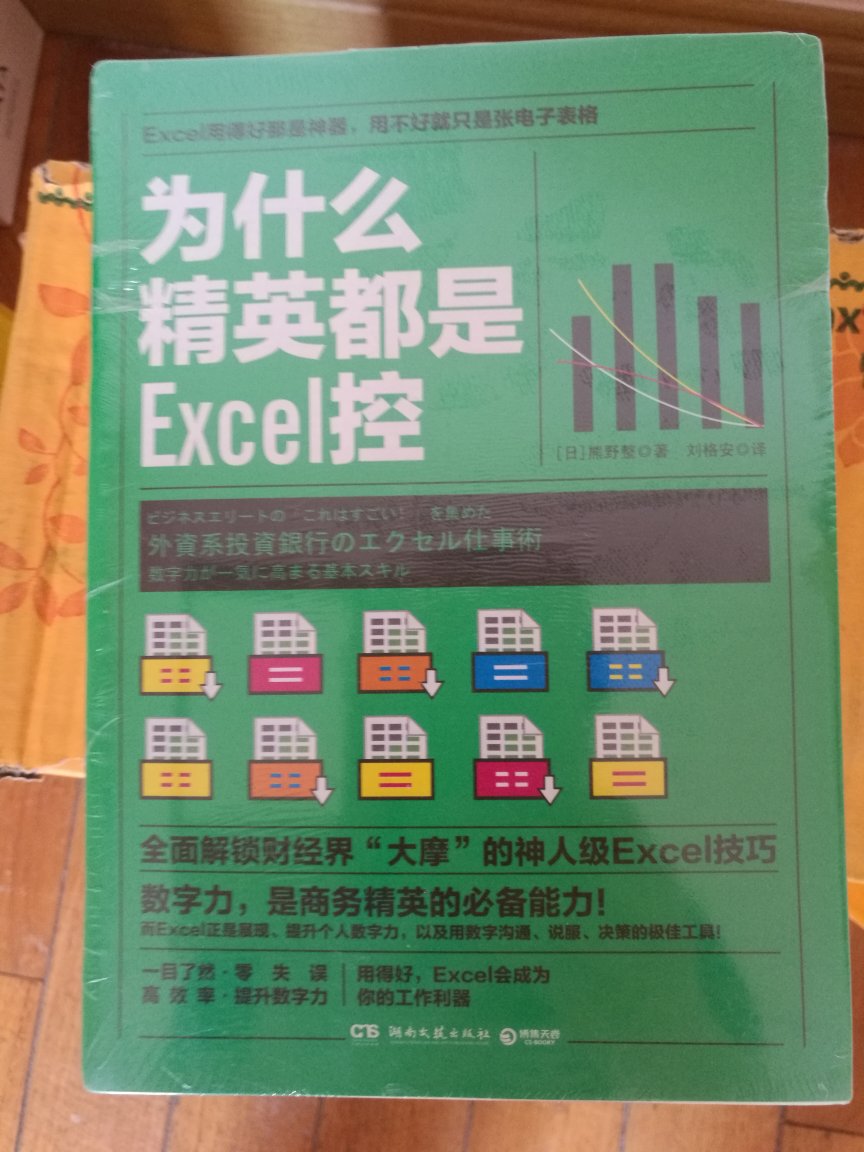 Excel用得好那是神器，用不好就只是张电子表格
为什么
精英都是
Excel控
[日]熊野整◎著 刘格安◎译
ビジネスエリートの「これはすごい！」を集めた
外資系投資銀行のエクセル仕事術
数字力が一気に高まる基本スキル
全面解锁财经界“大摩”的神人级Excel技巧
数字力，是商务精英的必备能力！
而Excel正是展现、提升个人数字力，以及用数字沟通、说服、决策的极佳工具！
一目了然·零失误
高效率·提升数字力
用得好，Excel会成为
你的工作利器
湖南文艺出版社
博集天卷
CS-BOOKY